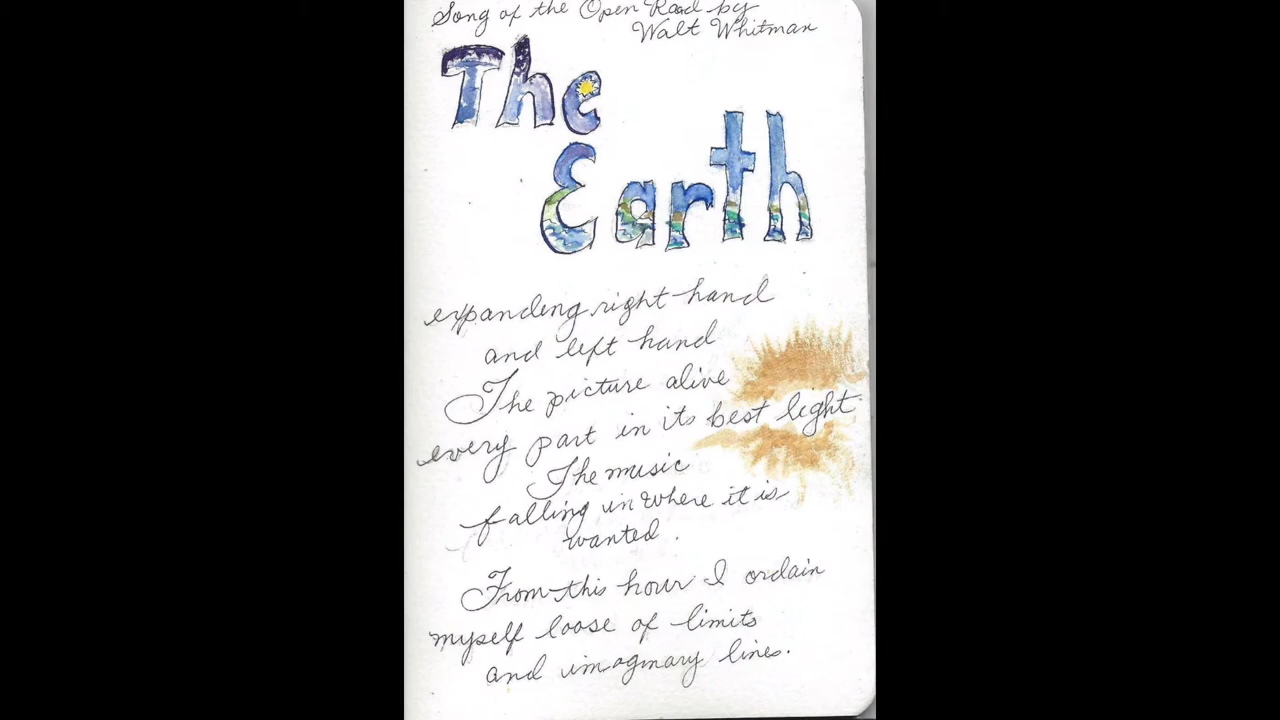 Song of the Open Road by
Walt Whitman
The
Earth
expanding right hand
and left hand
The picture alive
every part in its best light
The music
falling in where it is
wanted.
From this hour I ordain
myself loose of limits
and imaginary lines.